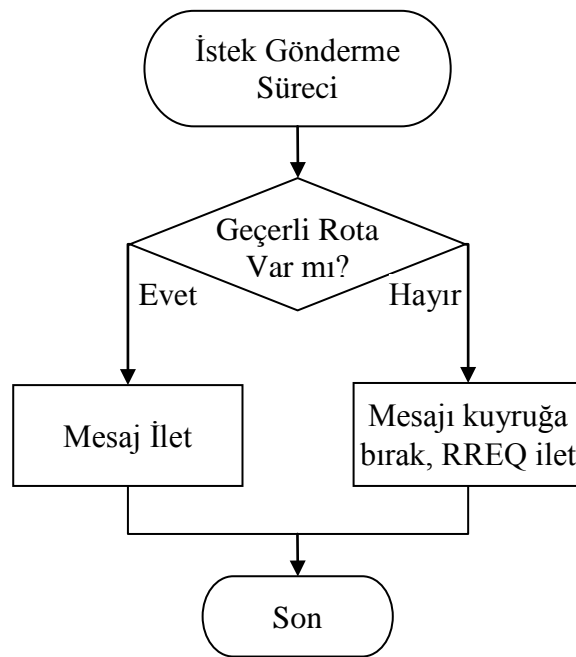 İstek Gönderme
Süreci
Geçerli Rota
Var mı?
Evet
Hayır
Mesaj İlet
Mesajı kuyruğa
bırak, RREQ ilet
Son